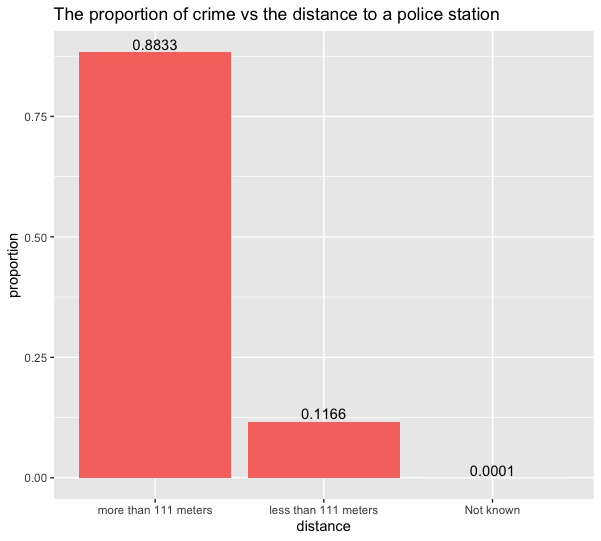 The proportion of crime vs the distance to a police station
0.8833
0.75
0.50
proportion
0.25
0.1166
0.0001
0.00
more than 111 meters
less than 111 meters
Not known
distance